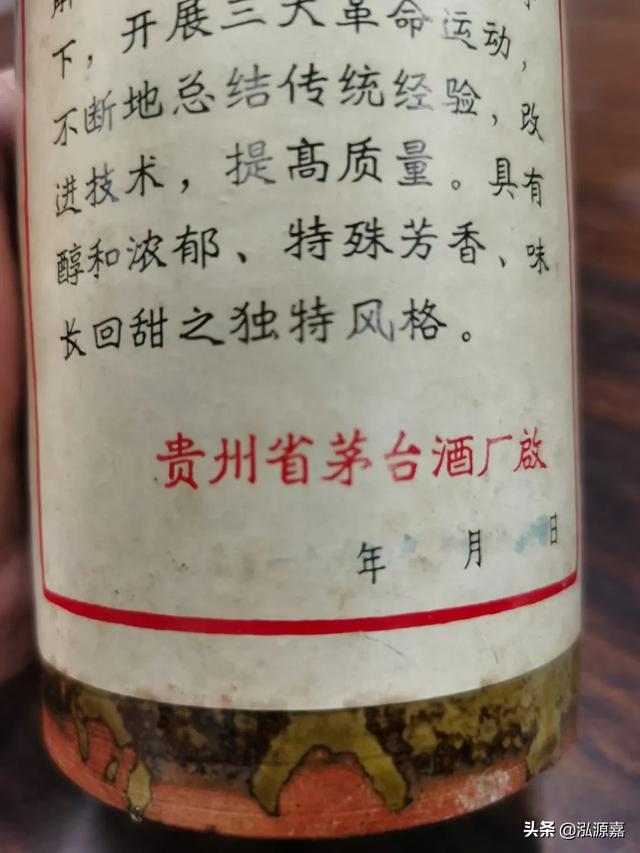 下，开展三大革命运动，
不断地总结传统经验，改
进技术，提高质量。具有
醇和浓郁、特殊芳香、味
长回甜之独特风格。
贵州省茅台酒厂啟
年 月 日
头条 @泓源嘉